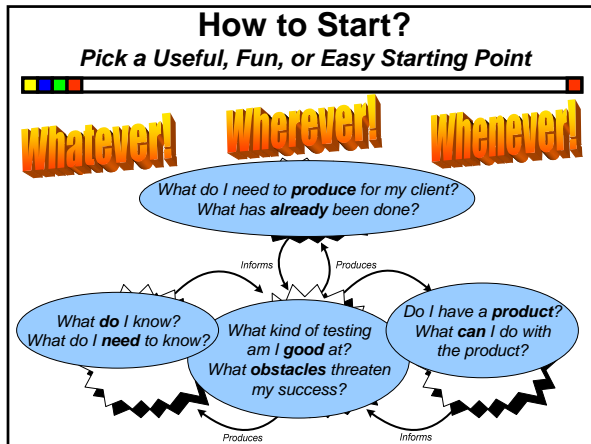 How to Start?
Pick a Useful, Fun, or Easy Starting Point
Whatever!
Wherever!
Whenever!
What do I need to produce for my client?
What has already been done?
Informs
Produces
What do I know?
What do I need to know?
What kind of testing
am I good at?
What obstacles threaten
my success?
Do I have a product?
What can I do with
the product?
Produces
Informs